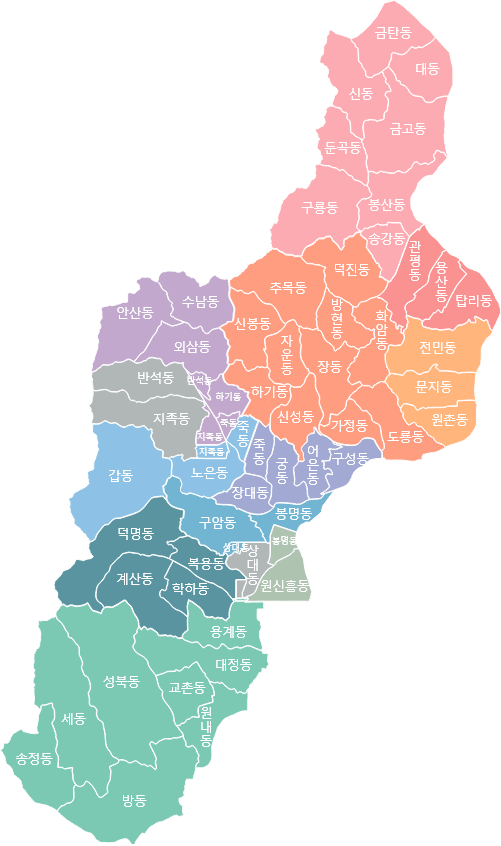 금탄동
대동
신동
금고동
둔곡동
구룡동
봉산동
송강동
관평동
용산동
탑리동
덕진동
추목동
방현동
화암동
신봉동
자운동
장동
전민동
수남동
안산동
외삼동
반석동
안석동
하기동
하기동
문지동
신성동
가정동
원촌동
도룡동
지족동
죽동
죽동
지족동
지족동
죽동
궁동
어은동
구성동
갑동
노은동
장대동
봉명동
구암동
덕명동
봉명동
상대동
상대동
복용동
계산동
학하동
원신흥동
용계동
대정동
성북동
교촌동
원내동
세동
송정동
방동